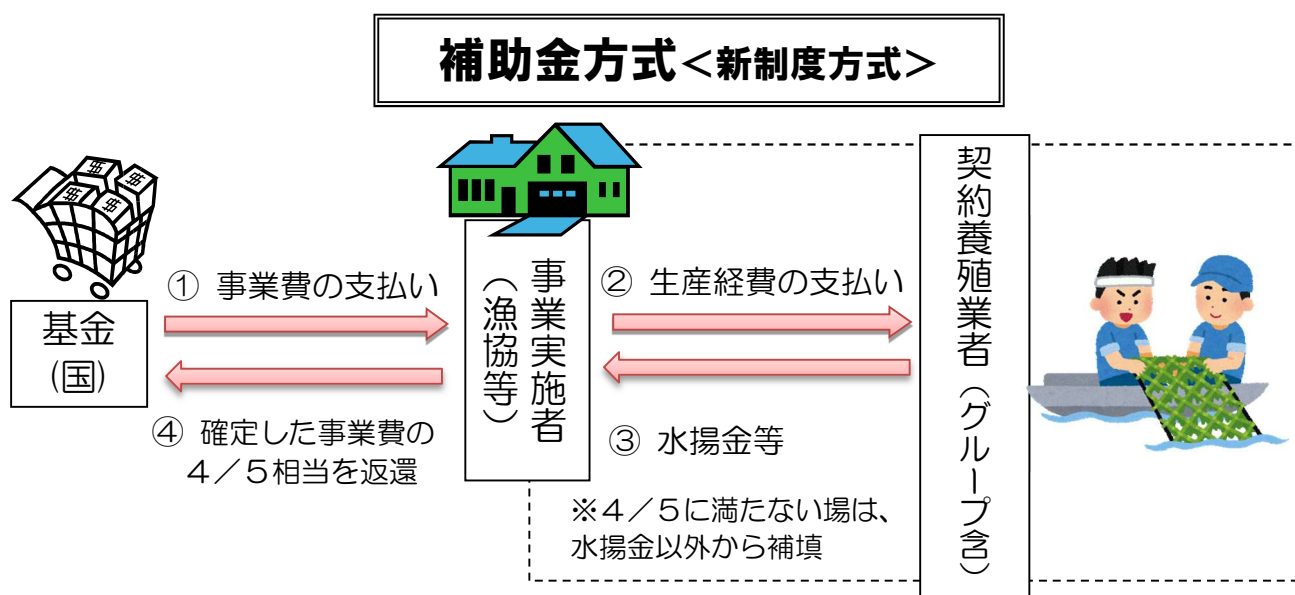 補助金方式＜新制度方式＞
基金
(国)
① 事業費の支払い
④ 確定した事業費の
４／５相当を返還
事業実施者
（漁協等）
② 生産経費の支払い
③ 水揚金等
※４／５に満たない場は、
水揚金以外から補填
契約養殖業者（グループ含）
$
$
$
$